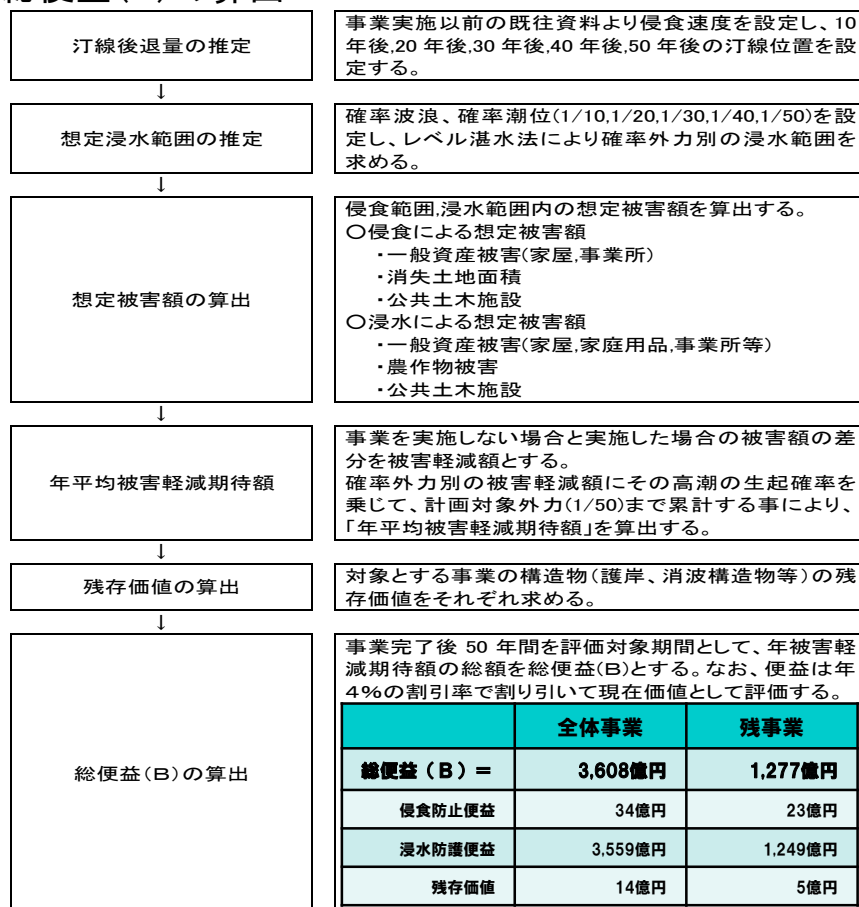 汀線後退量の推定
事業実施以前の既往資料より侵食速度を設定し、10
年後,20 年後,30 年後,40 年後,50 年後の汀線位置を設
定する。
↓
想定浸水範囲の推定
確率波浪、確率潮位(1/10,1/20,1/30,1/40,1/50)を設
定し、レベル湛水法により確率外力別の浸水範囲を
求める。
↓
想定被害額の算出
侵食範囲,浸水範囲内の想定被害額を算出する。
○侵食による想定被害額
・一般資産被害(家屋,事業所)
・消失土地面積
・公共土木施設
○浸水による想定被害額
・一般資産被害(家屋,家庭用品,事業所等)
・農作物被害
・公共土木施設
↓
年平均被害軽減期待額
事業を実施しない場合と実施した場合の被害額の差
分を被害軽減額とする。
確率外力別の被害軽減額にその高潮の生起確率を
乗じて、計画対象外力(1/50)まで累計する事により、
「年平均被害軽減期待額」を算出する。
↓
残存価値の算出
対象とする事業の構造物(護岸、消波構造物等)の残
存価値をそれぞれ求める。
↓
総便益(B)の算出
事業完了後 50 年間を評価対象期間として、年被害軽
減期待額の総額を総便益(B)とする。なお、便益は年
4%の割引率で割り引いて現在価値として評価する。
全体事業 残事業
総便益(B)= 3,608億円 1,277億円
侵食防止便益 34億円 23億円
浸水防護便益 3,559億円 1,249億円
残存価値 14億円 5億円